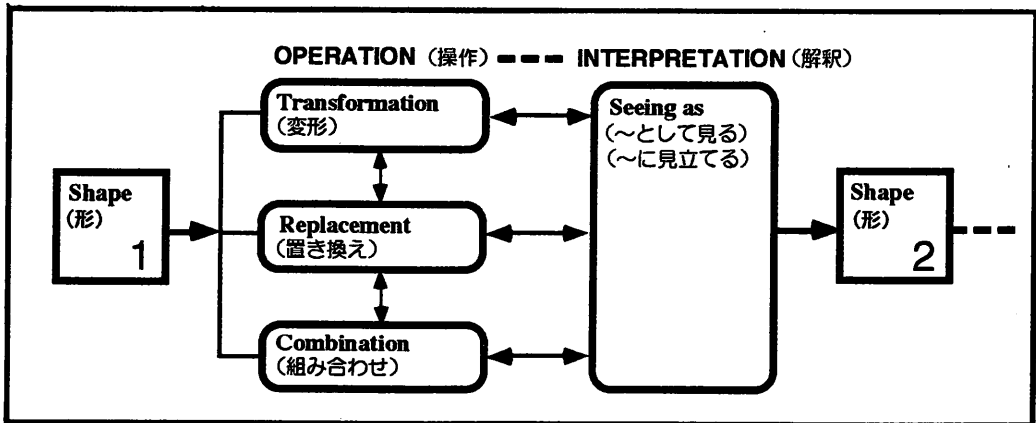 OPERATION (操作) --- INTERPRETATION (解釈)
Shape
(形)
1
Transformation
(変形)
Replacement
(置き換え)
Combination
(組み合わせ)
Seeing as
(〜として見る)
(〜に見立てる)
Shape
(形)
2